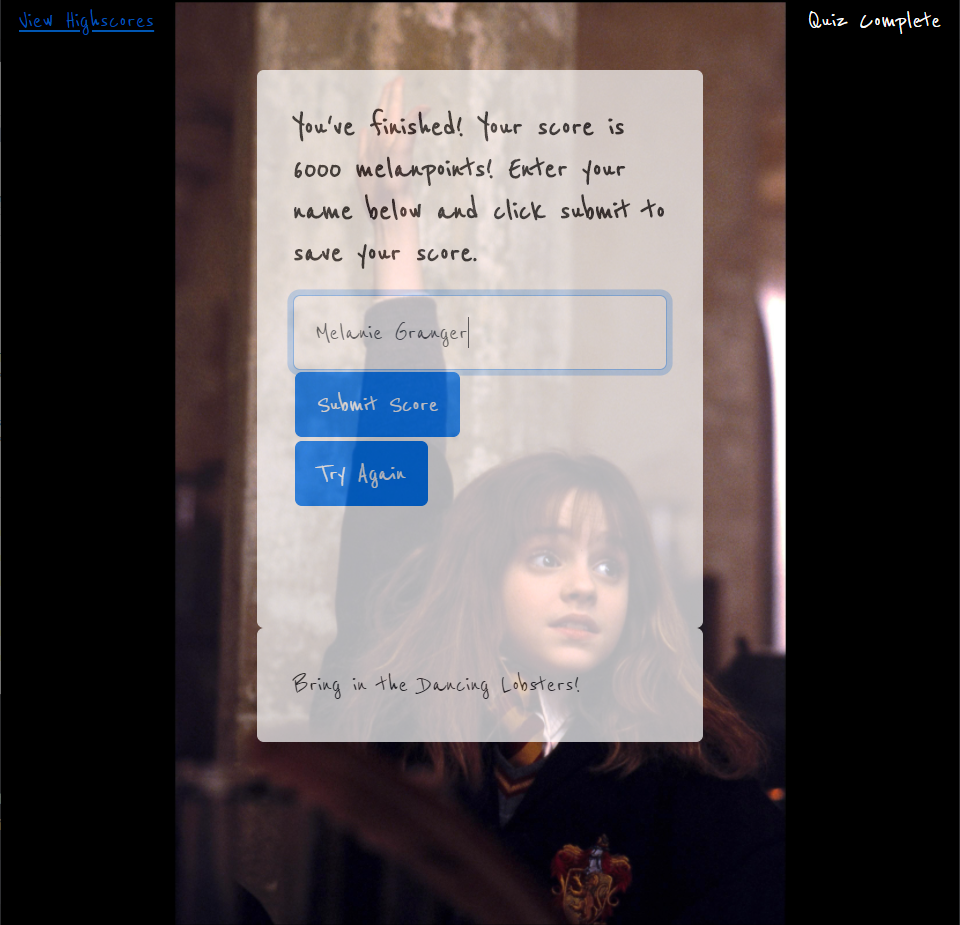 View Highscores
Quiz Complete
You've finished! Your score is
6000 melanpoints! Enter your
name below and click submit to
save your score.
Melanie Granger
Submit Score
Try Again
Bring in the Dancing Lobsters!